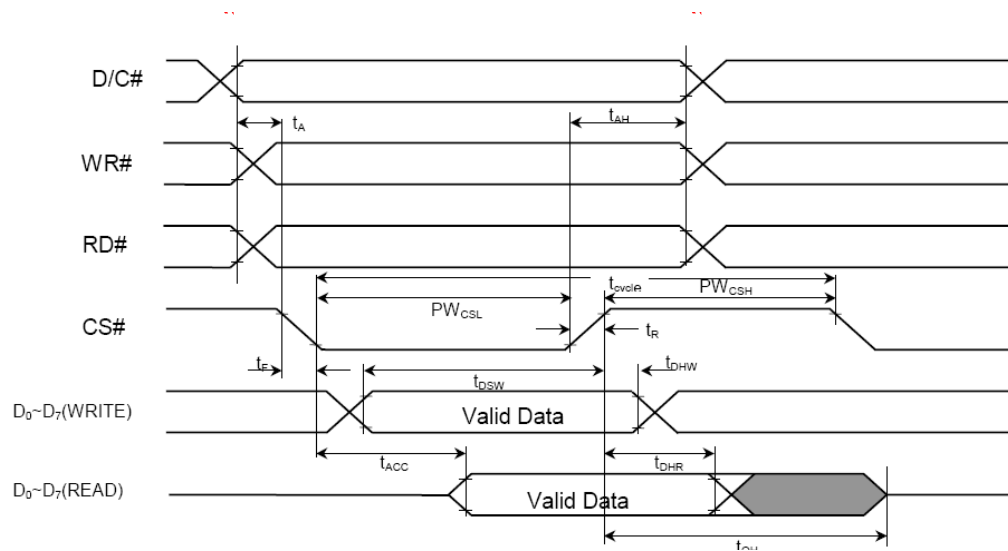 D/C#
tA
tAH
WR#
RD#
tcycle
PWCSL
PWCSH
CS#
tR
tF
tDSW
tDHW
D0~D7(WRITE)
Valid Data
tACC
tDHR
D0~D7(READ)
Valid Data
tOH